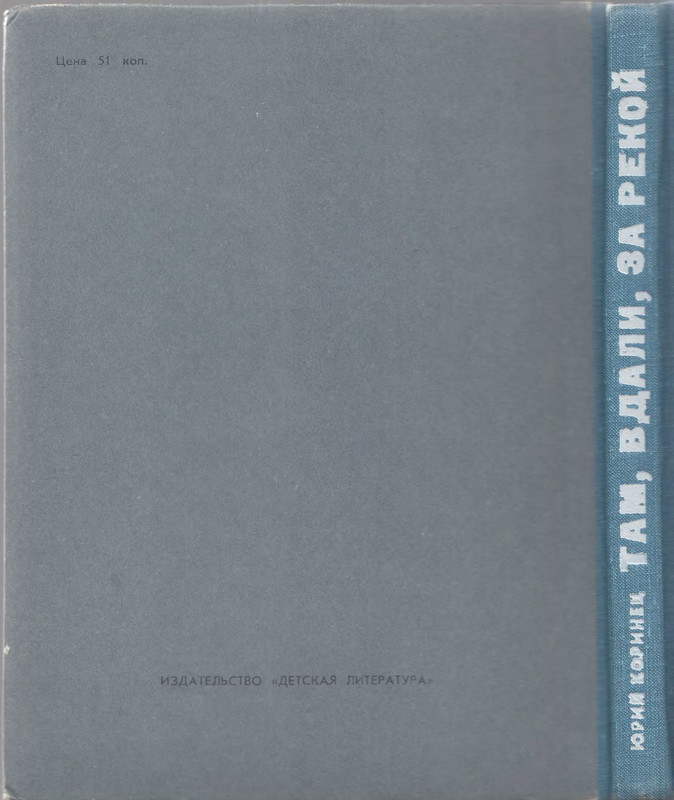 Цена 51 коп.
ИЗДАТЕЛЬСТВО «ДЕТСКАЯ ЛИТЕРАТУРА»
ЮРИЙ КОРИНЕЦ ТАМ, ВДАЛИ, ЗА РЕКОЙ